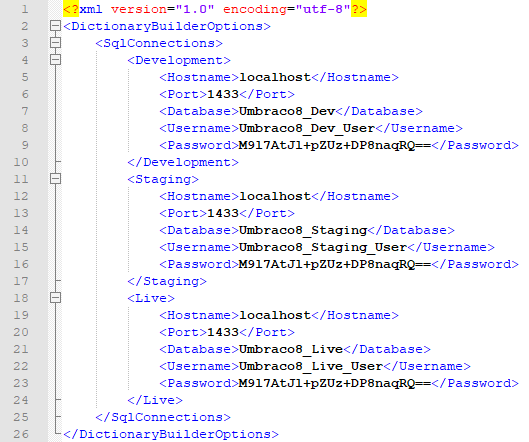 1 <?xml version="1.0" encoding="utf-8"?>
2 <DictionaryBuilderOptions>
3 <SqlConnections>
4 <Development>
5 <Hostname>localhost</Hostname>
6 <Port>1433</Port>
7 <Database>Umbraco8_Dev</Database>
8 <Username>Umbraco8_Dev_User</Username>
9 <Password>M9l7AtJl+pZUz+DP8naqRQ==</Password>
10 </Development>
11 <Staging>
12 <Hostname>localhost</Hostname>
13 <Port>1433</Port>
14 <Database>Umbraco8_Staging</Database>
15 <Username>Umbraco8_Staging_User</Username>
16 <Password>M9l7AtJl+pZUz+DP8naqRQ==</Password>
17 </Staging>
18 <Live>
19 <Hostname>localhost</Hostname>
20 <Port>1433</Port>
21 <Database>Umbraco8_Live</Database>
22 <Username>Umbraco8_Live_User</Username>
23 <Password>M9l7AtJl+pZUz+DP8naqRQ==</Password>
24 </Live>
25 </SqlConnections>
26 </DictionaryBuilderOptions>